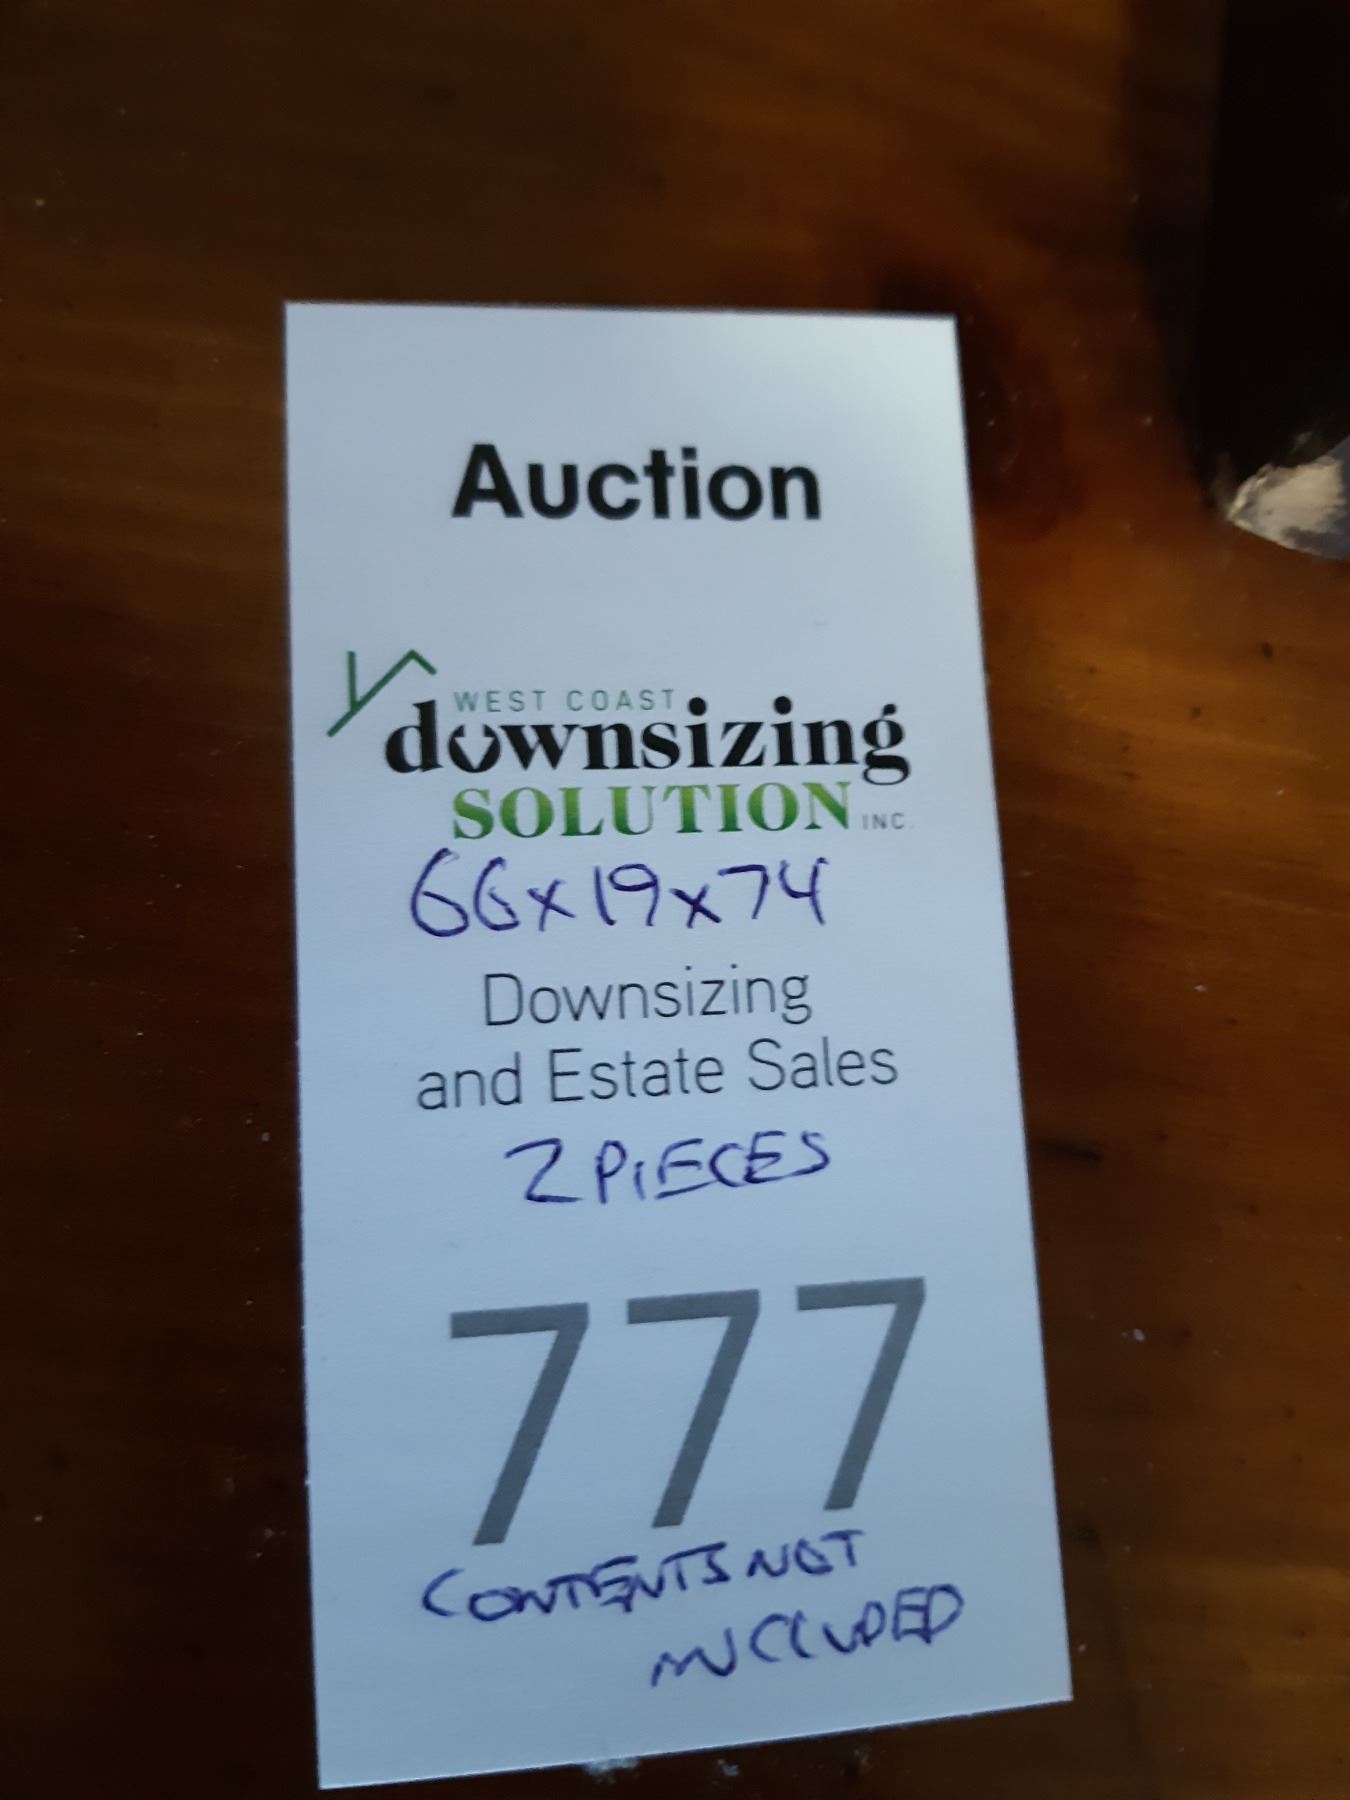 Auction
WEST COAST
downsizing
SOLUTION INC.
66x19x74
Downsizing
and Estate Sales
2 PIECES
777
CONTENTS NOT
INCLUDED